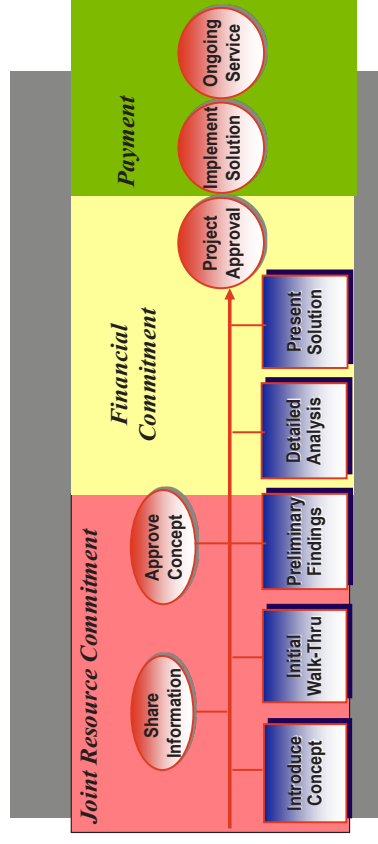 Joint Resource Commitment
Financial
Commitment
Payment
Share
Information
Approve
Concept
Project
Approval
Implement
Solution
Ongoing
Service
Introduce
Concept
Initial
Walk-Thru
Preliminary
Findings
Detailed
Analysis
Present
Solution